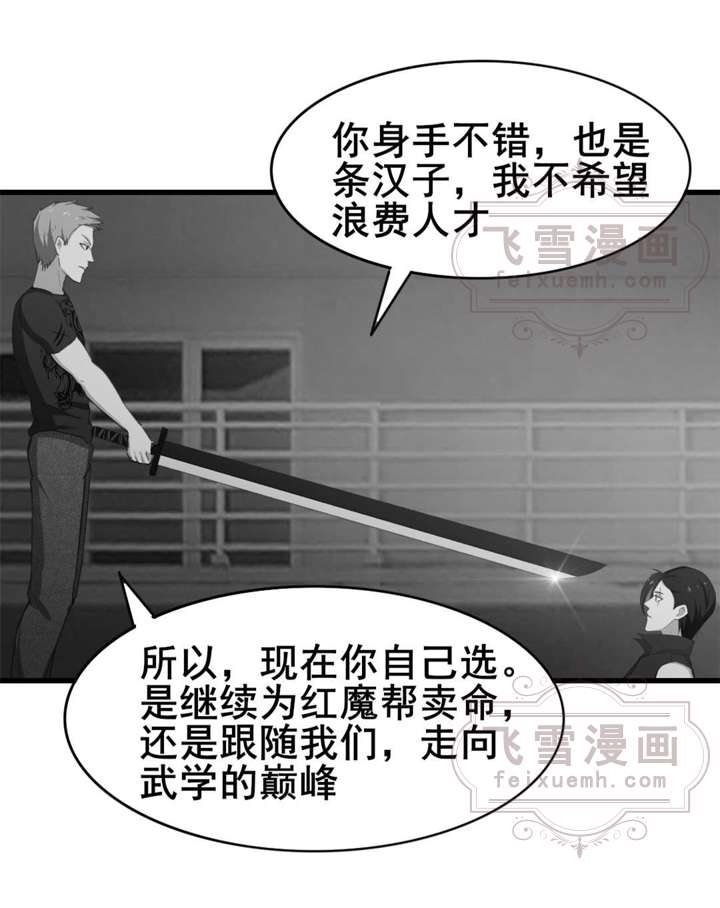 你身手不错，也是
条汉子，我不希望
浪费人才
飞雪漫画
feixuemh.com
所以，现在你自己选。
是继续为红魔帮卖命，
还是跟随我们，走向
武学的巅峰
飞雪漫画
feixuemh.com